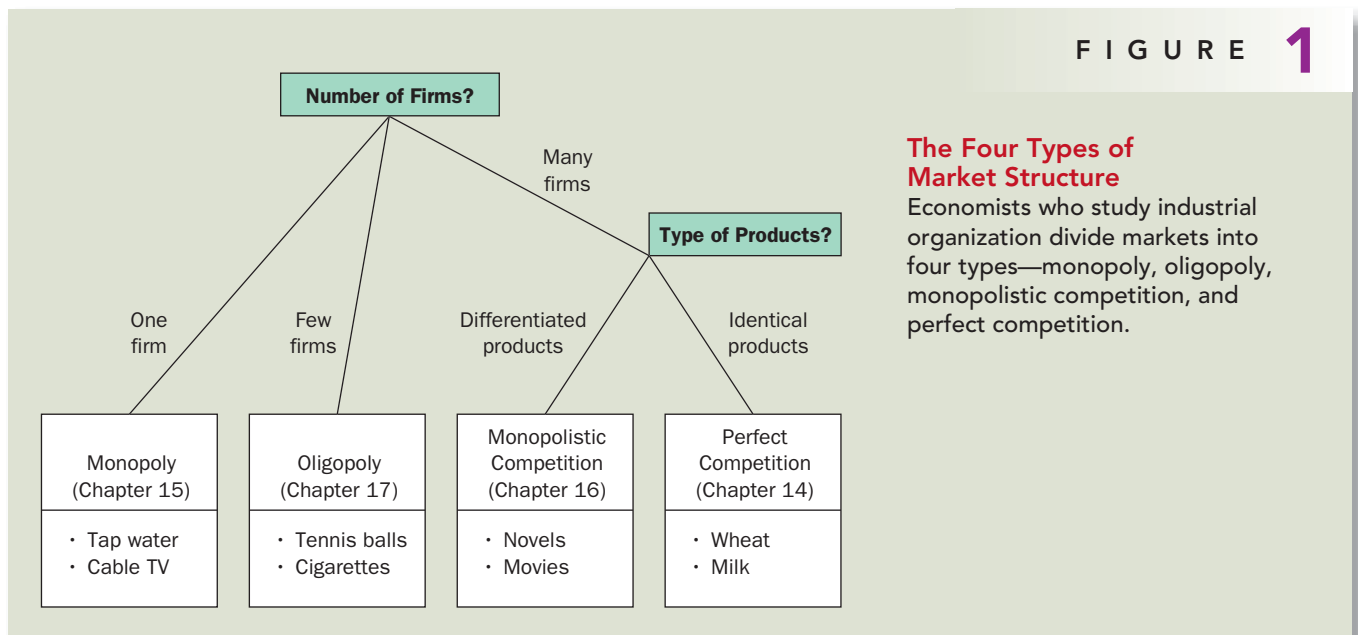 FIGURE 1
The Four Types of
Market Structure
Economists who study industrial
organization divide markets into
four types—monopoly, oligopoly,
monopolistic competition, and
perfect competition.
Number of Firms?
Many
firms
Type of Products?
One
firm
Few
firms
Differentiated
products
Identical
products
Monopoly
(Chapter 15)
• Tap water
• Cable TV
Oligopoly
(Chapter 17)
• Tennis balls
• Cigarettes
Monopolistic
Competition
(Chapter 16)
• Novels
• Movies
Perfect
Competition
(Chapter 14)
• Wheat
• Milk